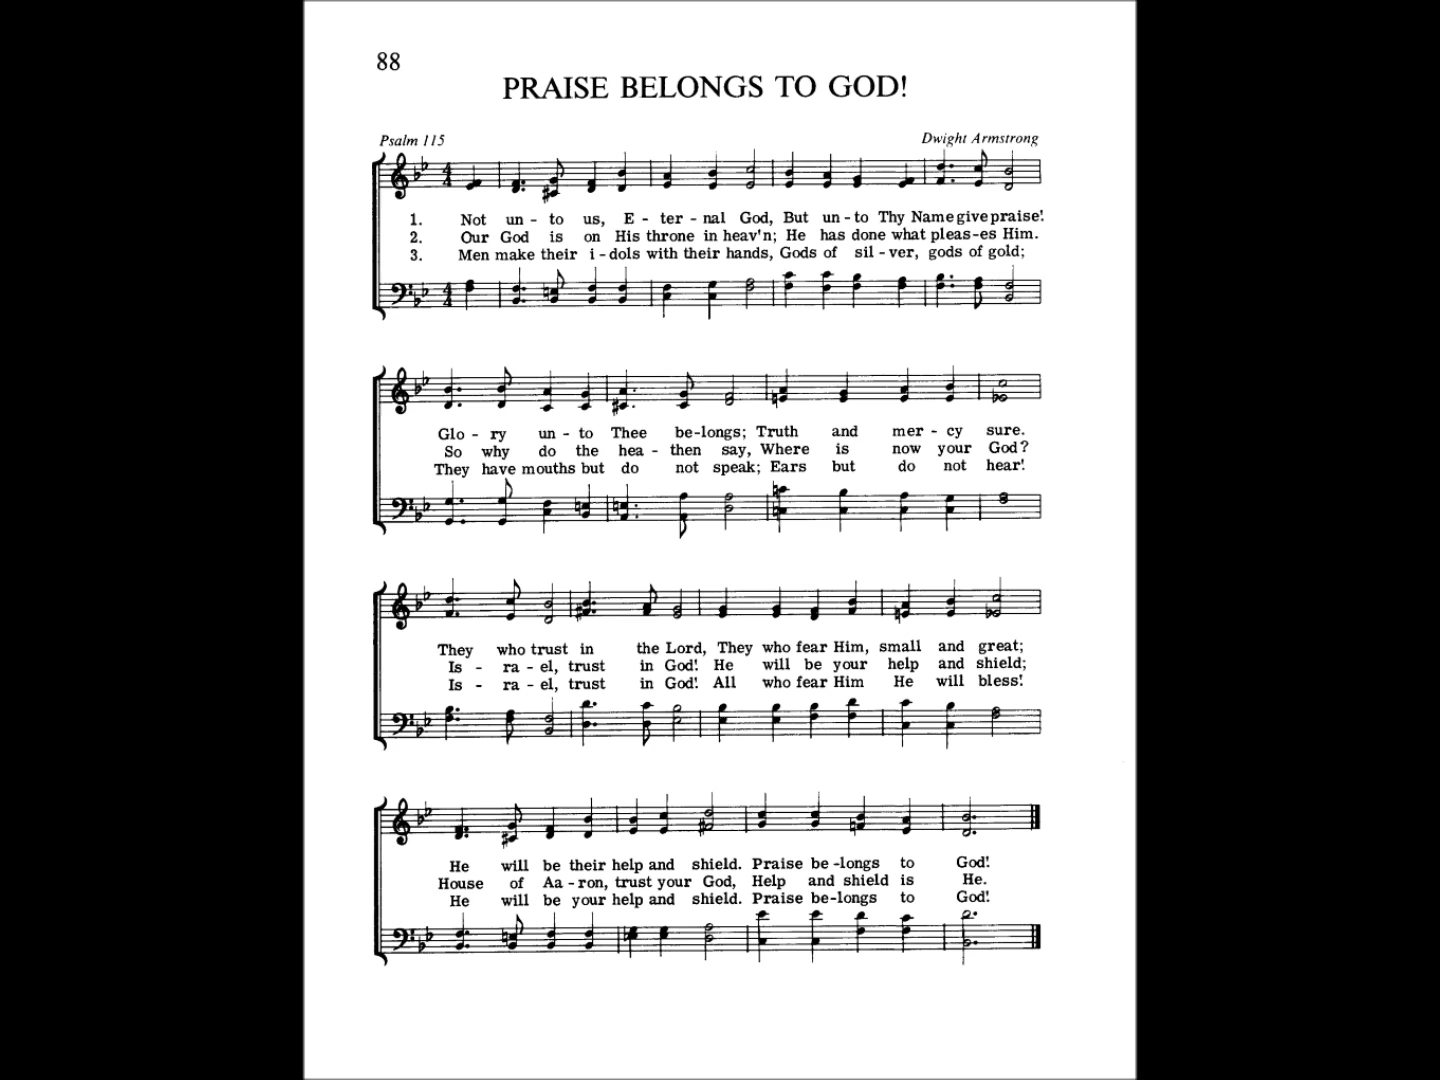 88
PRAISE BELONGS TO GOD!
Psalm 115
Dwight Armstrong
1. Not un - to us, E - ter - nal God, But un - to Thy Name give praise!
2. Our God is on His throne in heav'n; He has done what pleas-es Him.
3. Men make their i - dols with their hands, Gods of sil - ver, gods of gold;
Glo - ry un - to Thee be-longs; Truth and mer - cy sure.
So why do the hea - then say, Where is now your God?
They have mouths but do not speak; Ears but do not hear!
They who trust in the Lord, They who fear Him, small and great;
Is - ra - el, trust in God! He will be your help and shield;
Is - ra - el, trust in God! All who fear Him He will bless!
He will be their help and shield. Praise be -longs to God!
House of Aa - ron, trust your God, Help and shield is He.
He will be your help and shield. Praise be-longs to God!